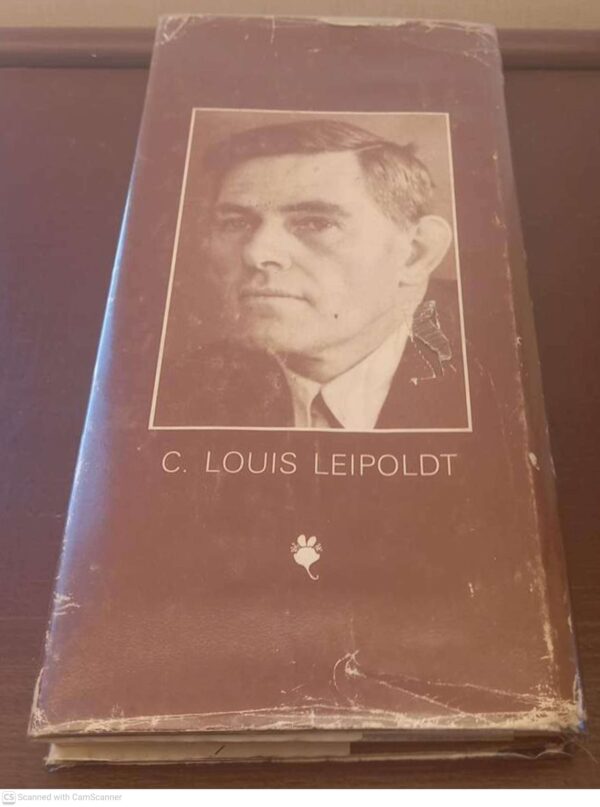 C. LOUIS LEIPOLDT
CS Scanned with CamScanner